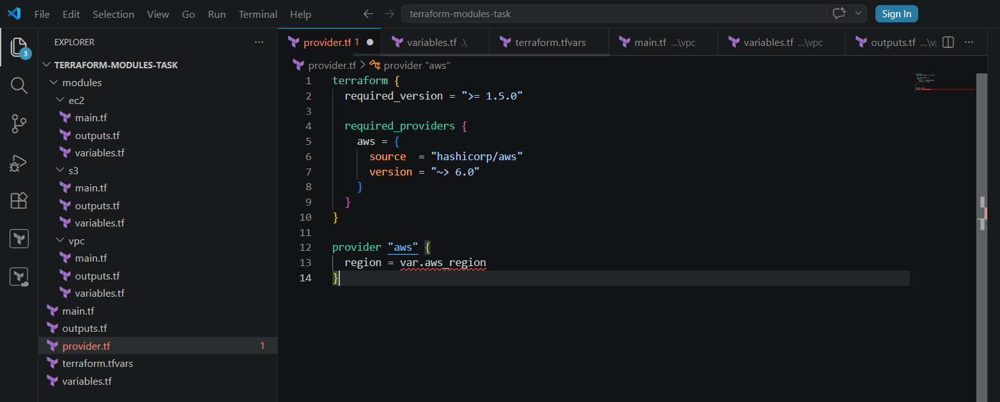 File Edit Selection View Go Run Terminal Help
terraform-modules-task
Sign In
3
EXPLORER
TERRAFORM-MODULES-TASK
modules
ec2
main.tf
outputs.tf
variables.tf
s3
main.tf
outputs.tf
variables.tf
vpc
main.tf
outputs.tf
variables.tf
main.tf
outputs.tf
provider.tf 1
terraform.tfvars
variables.tf
provider.tf 1 variables.tf .\ terraform.tfvars main.tf ...\vpc variables.tf ...\vpc outputs.tf ...\v
provider.tf > provider "aws"
1 terraform {
2   required_version = ">= 1.5.0"
3
4   required_providers {
5     aws = {
6       source  = "hashicorp/aws"
7       version = "~> 6.0"
8     }
9   }
10 }
11
12 provider "aws" {
13   region = var.aws_region
14 }